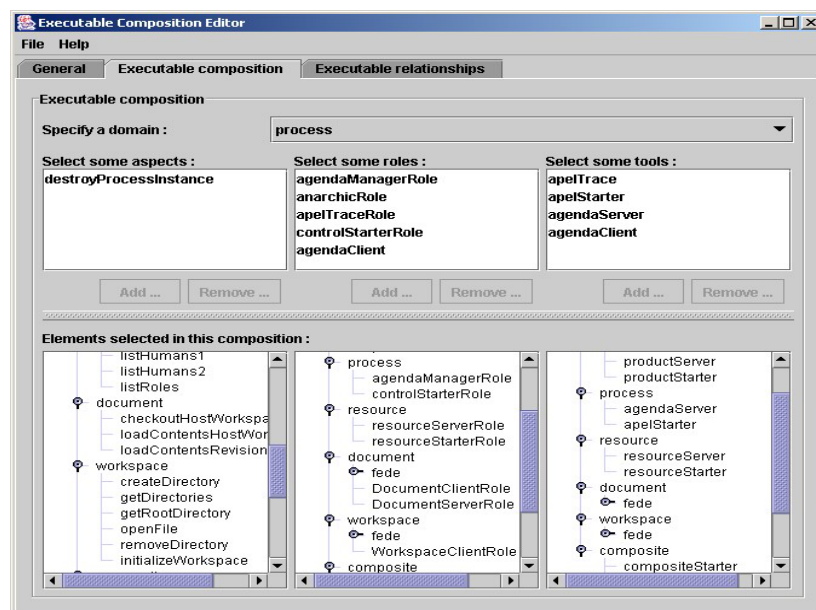 Executable Composition Editor
File Help
General Executable composition Executable relationships
Executable composition
Specify a domain : process
Select some aspects : Select some roles : Select some tools :
destroyProcessInstance
agendaManagerRole
anarchicRole
apelTraceRole
controlStarterRole
agendaClient
apelTrace
apelStarter
agendaServer
agendaClient
Add ... Remove ... Add ... Remove ... Add ... Remove ...
Elements selected in this composition :
listHumans1
listHumans2
listRoles
document
checkoutHostWorkspa
loadContentsHostWor
loadContentsRevision
workspace
createDirectory
getDirectories
getRootDirectory
openFile
removeDirectory
initializeWorkspace
process
agendaManagerRole
controlStarterRole
resource
resourceServerRole
resourceStarterRole
document
fede
DocumentClientRole
DocumentServerRole
workspace
fede
WorkspaceClientRole
composite
productServer
productStarter
process
agendaServer
apelStarter
resource
resourceServer
resourceStarter
document
fede
workspace
fede
composite
compositeStarter